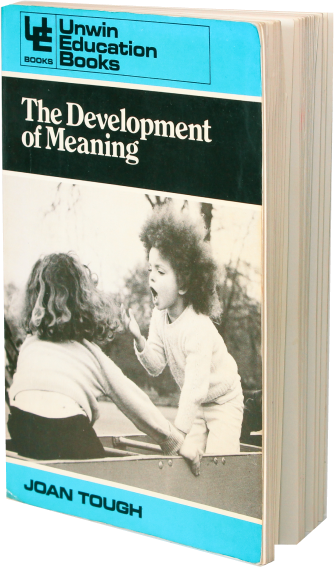 UE
BOOKS
Unwin
Education
Books
The Development
of Meaning
JOAN TOUGH